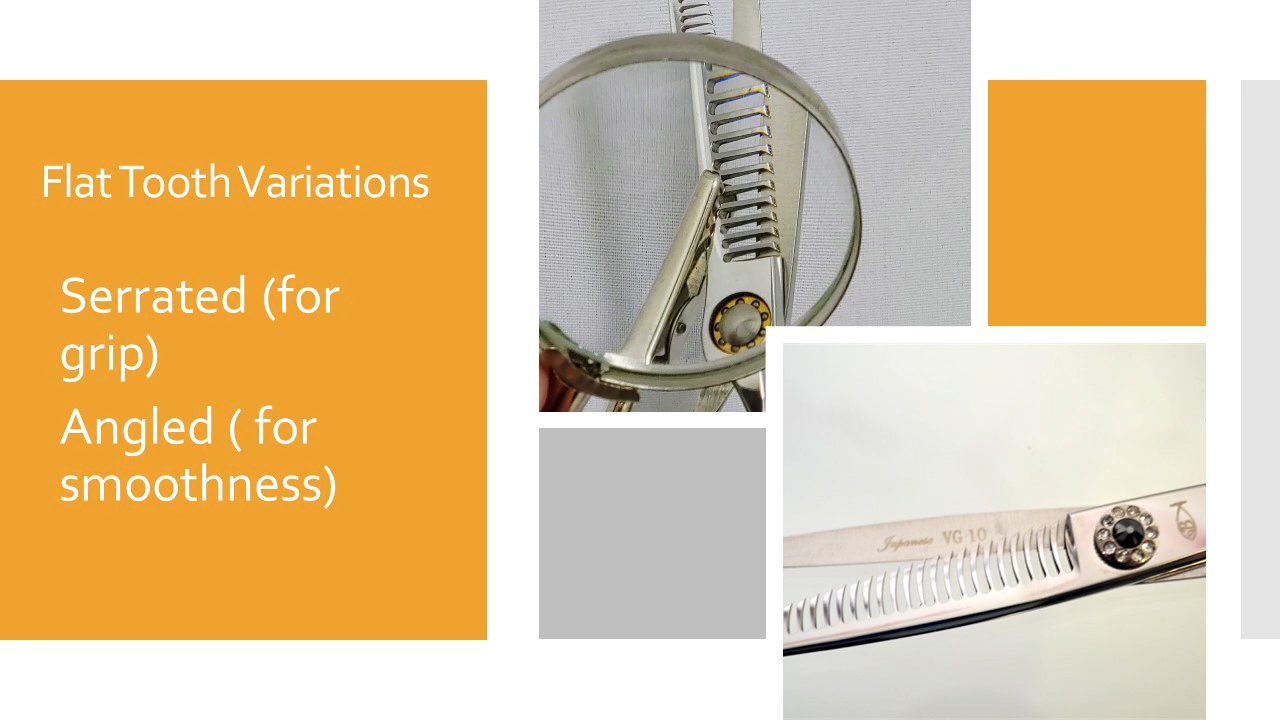 Flat Tooth Variations
Serrated (for
grip)
Angled ( for
smoothness)
Japanese VG 10